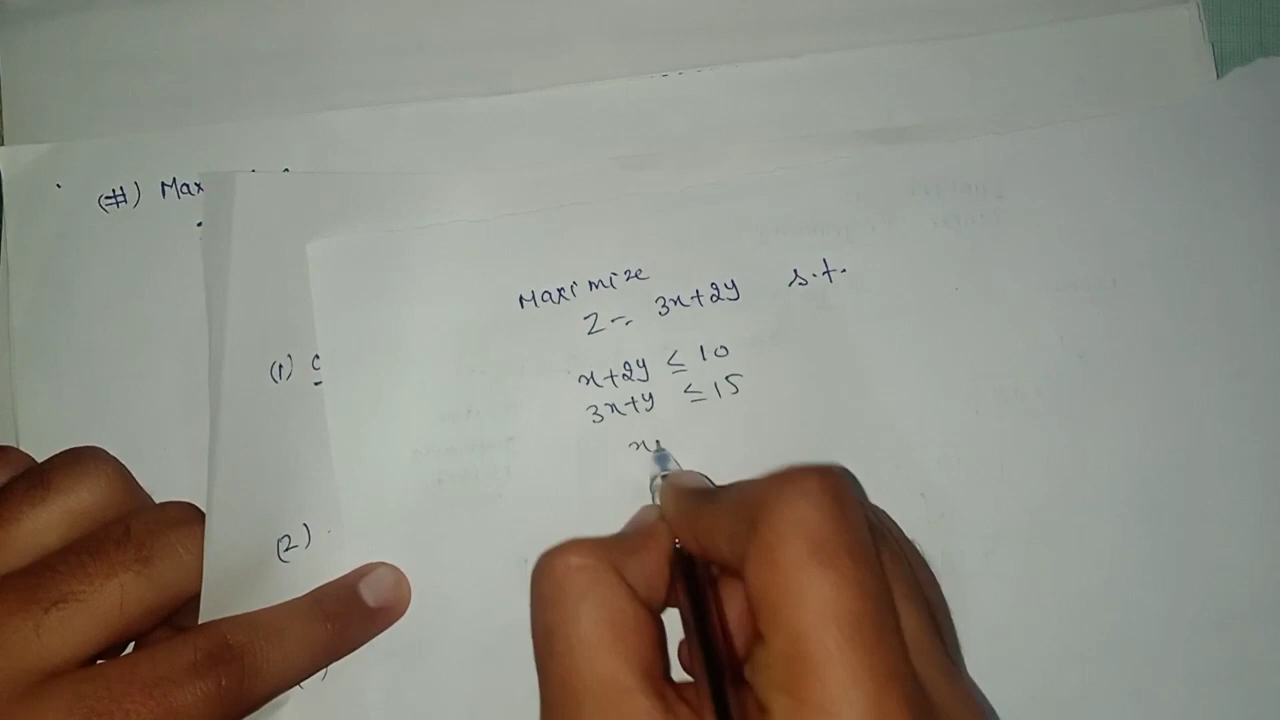 (#) Max
Maximize
Z = 3x+2y s.t.
(1) C
x+2y ≤ 10
3x+y ≤ 15
x,
(2)